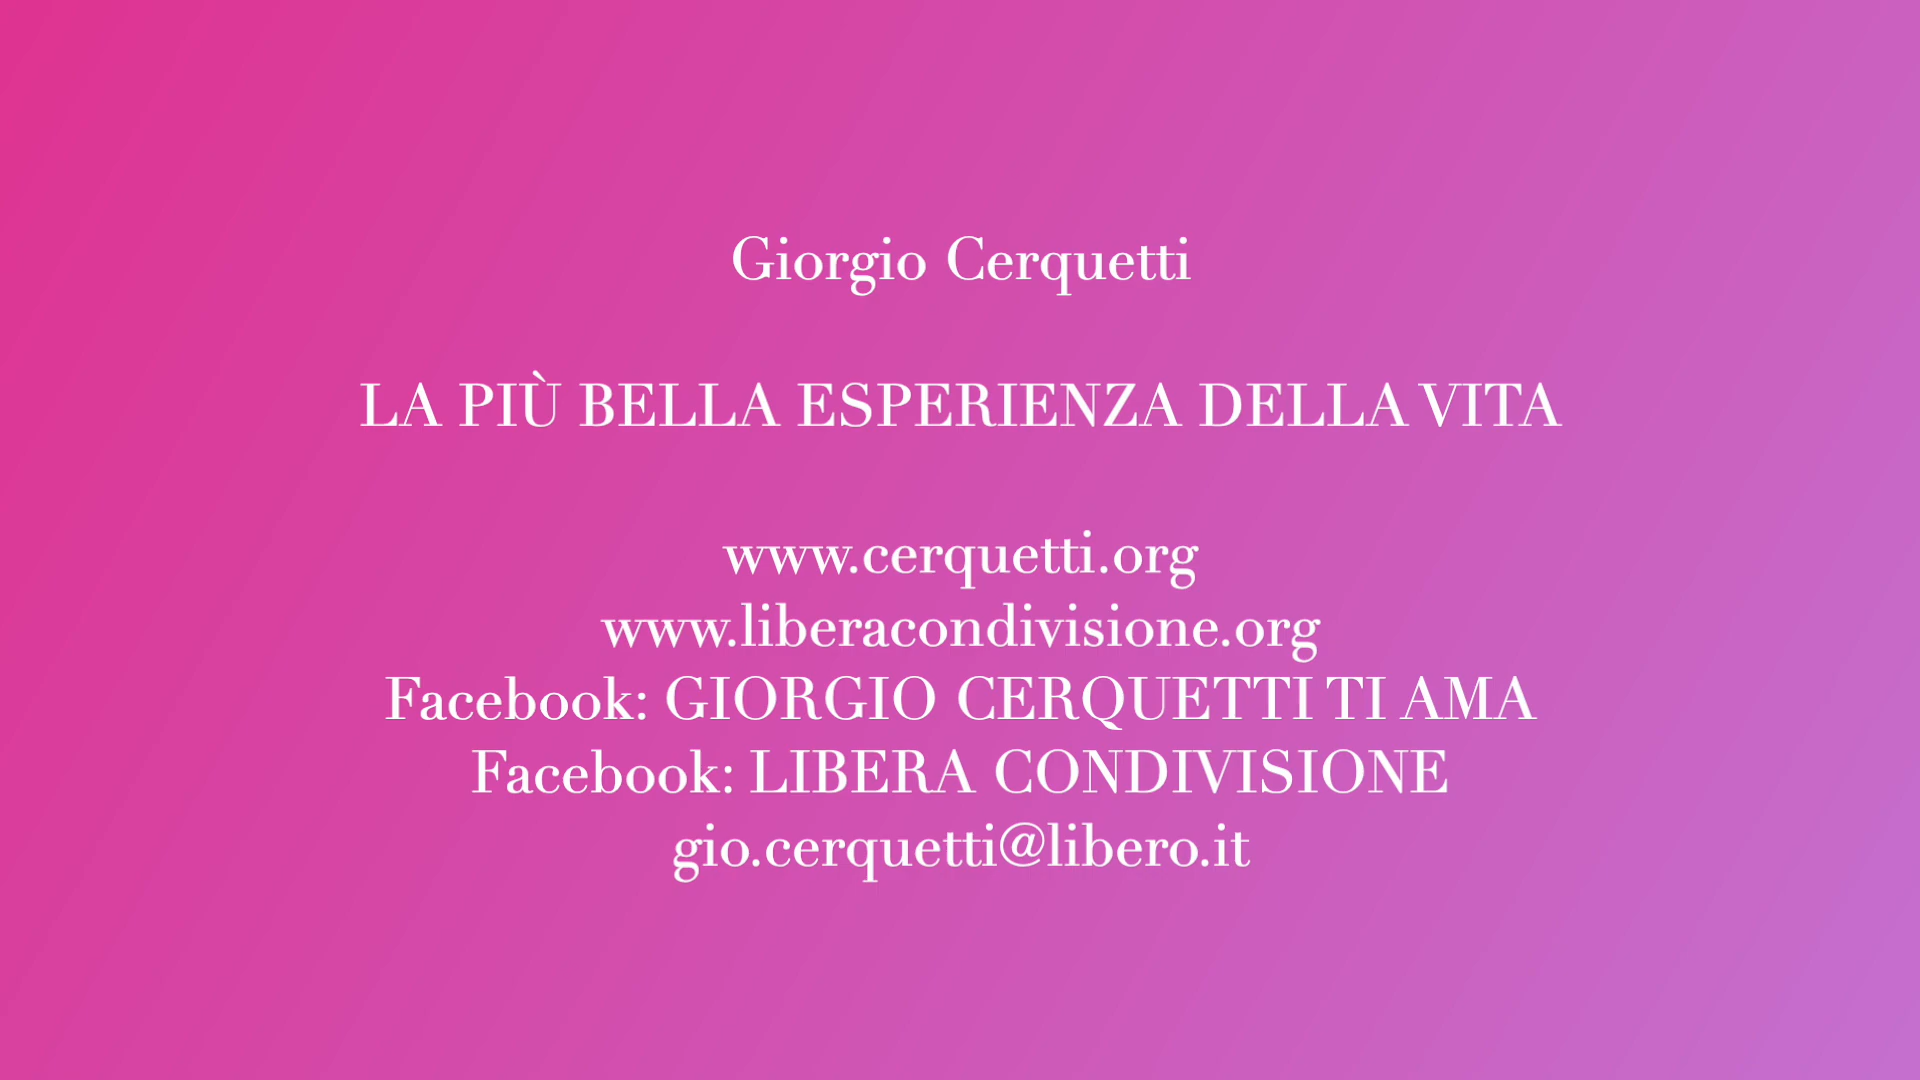 Giorgio Cerquetti
LA PIÙ BELLA ESPERIENZA DELLA VITA
www.cerquetti.org
www.liberacondivisione.org
Facebook: GIORGIO CERQUETTI TI AMA
Facebook: LIBERA CONDIVISIONE
gio.cerquetti@libero.it